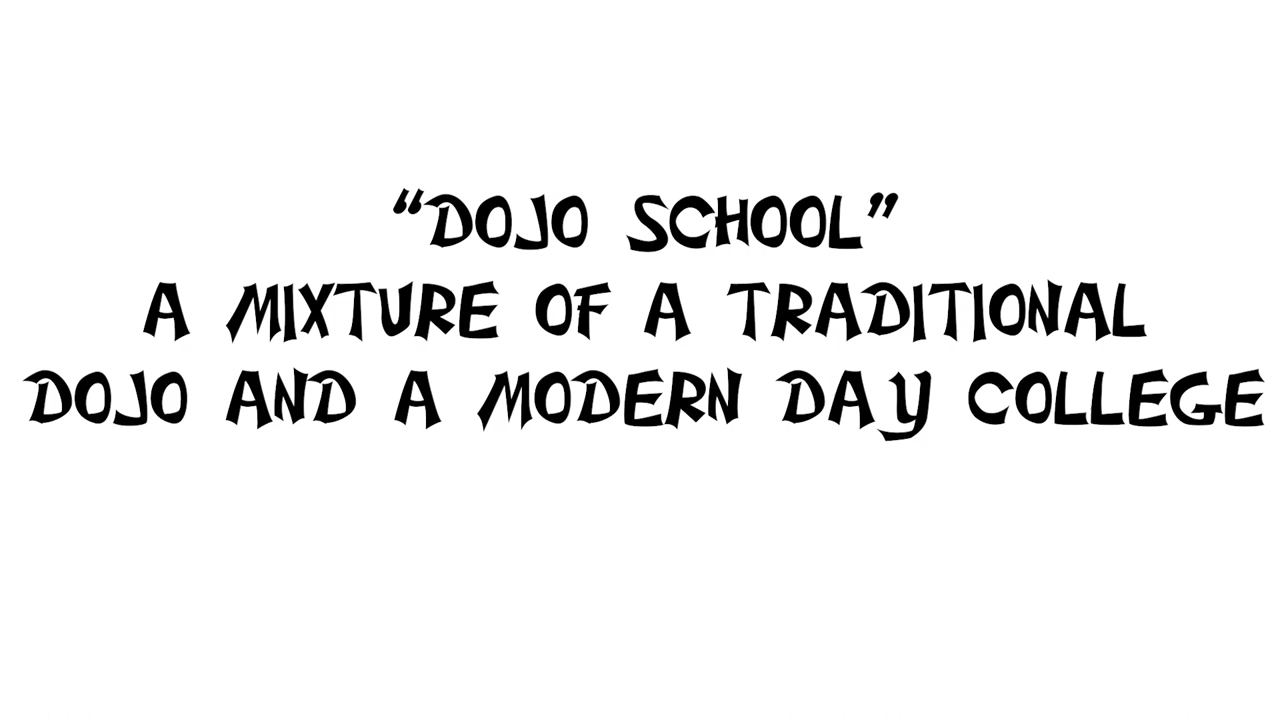 “DOJO SCHOOL”
A MIXTURE OF A TRADITIONAL
DOJO AND A MODERN DAY COLLEGE